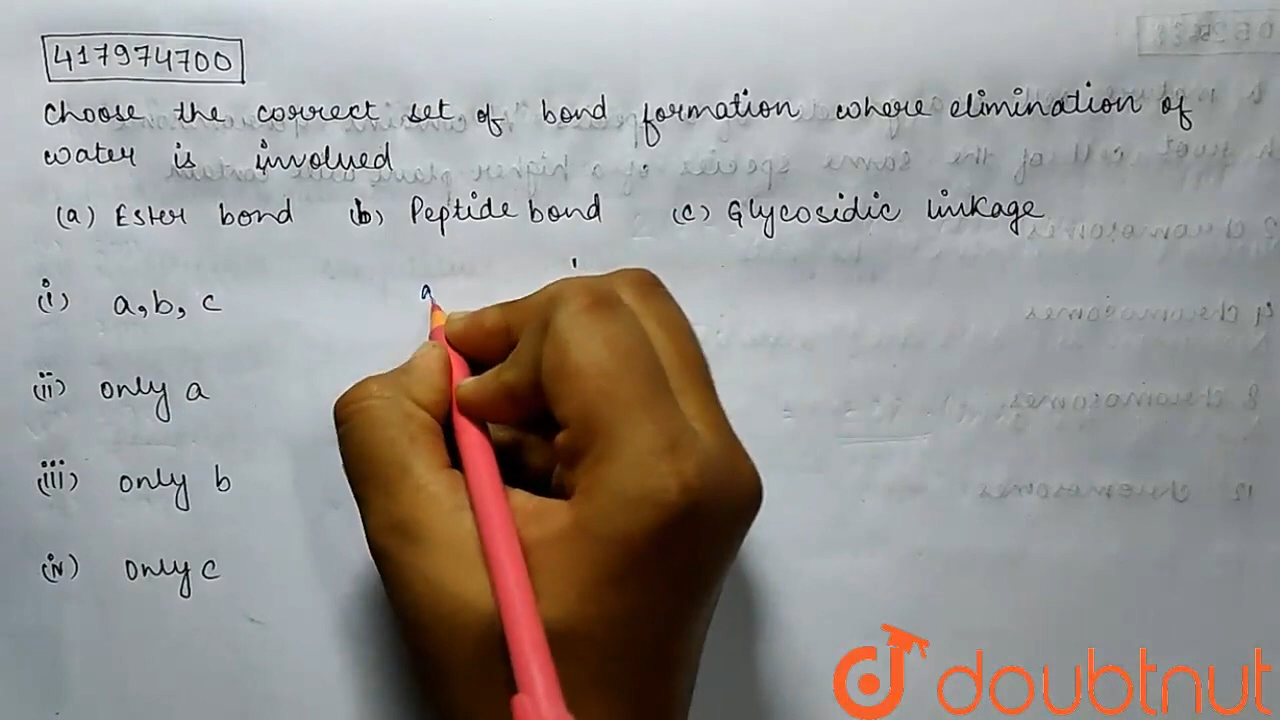 417974700
Choose the correct set of bond formation where elimination of
water is involved
(a) Ester bond (b) Peptide bond (c) Glycosidic linkage
(i) a, b, c
a
(ii) only a
(iii) only b
(iv) only c
doubtnut